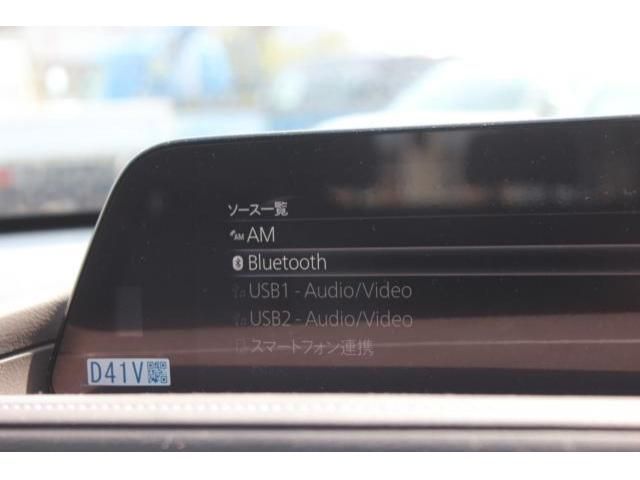 ソース一覧
AM AM
Bluetooth
USB1 - Audio/Video
USB2 - Audio/Video
スマートフォン連携
D41V